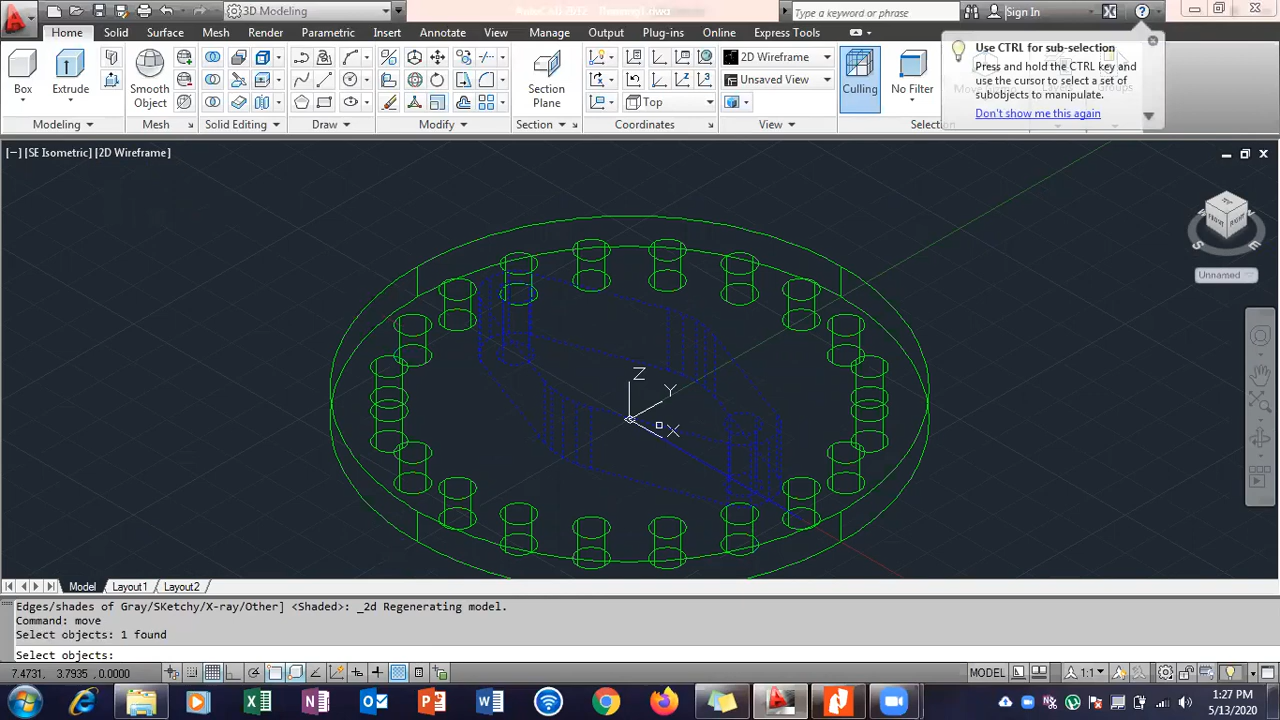 3D Modeling
Type a keyword or phrase
Sign In
Home Solid Surface Mesh Render Parametric Insert Annotate View Manage Output Plug-ins Online Express Tools
Use CTRL for sub-selection
Press and hold the CTRL key and
use the cursor to select a set of
subobjects to manipulate.
Don't show me this again
Box
Extrude
Smooth
Object
Section
Plane
2D Wireframe
Unsaved View
Top
Culling
No Filter
Modeling
Mesh
Solid Editing
Draw
Modify
Section
Coordinates
View
Selection
[−] [SE Isometric] [2D Wireframe]
TOP
FRONT
RIGHT
S
E
Unnamed
Z
Y
X
Model Layout1 Layout2
Edges/shades of Gray/SKetchy/X-ray/Other] <Shaded>: _2d Regenerating model.
Command: move
Select objects: 1 found
Select objects:
7.4731, 3.7935, 0.0000
MODEL
1:1
1:27 PM
5/13/2020